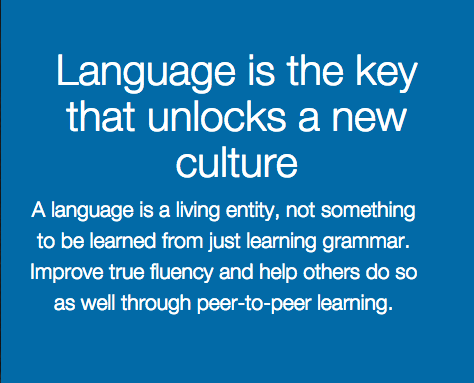 Language is the key
that unlocks a new
culture
A language is a living entity, not something
to be learned from just learning grammar.
Improve true fluency and help others do so
as well through peer-to-peer learning.